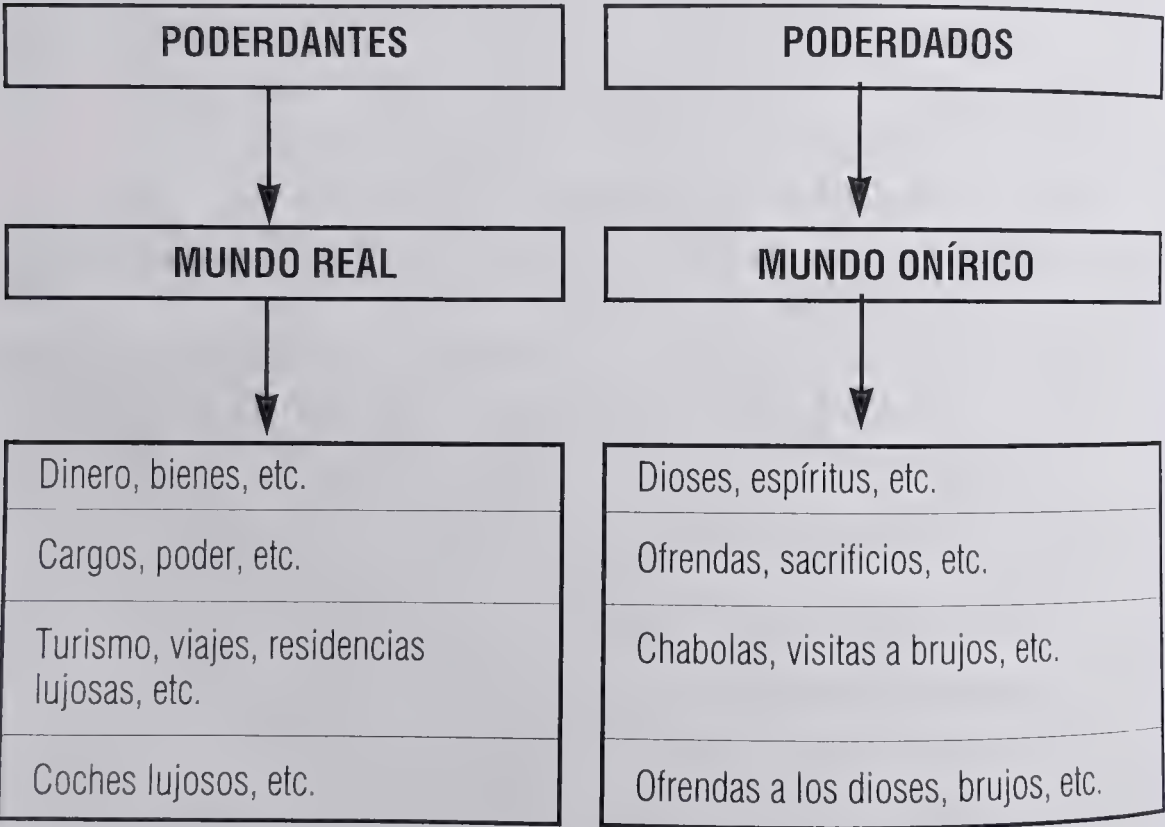 PODERDANTES
MUNDO REAL
Dinero, bienes, etc.
Cargos, poder, etc.
Turismo, viajes, residencias
lujosas, etc.
Coches lujosos, etc.
PODERDADOS
MUNDO ONÍRICO
Dioses, espíritus, etc.
Ofrendas, sacrificios, etc.
Chabolas, visitas a brujos, etc.
Ofrendas a los dioses, brujos, etc.